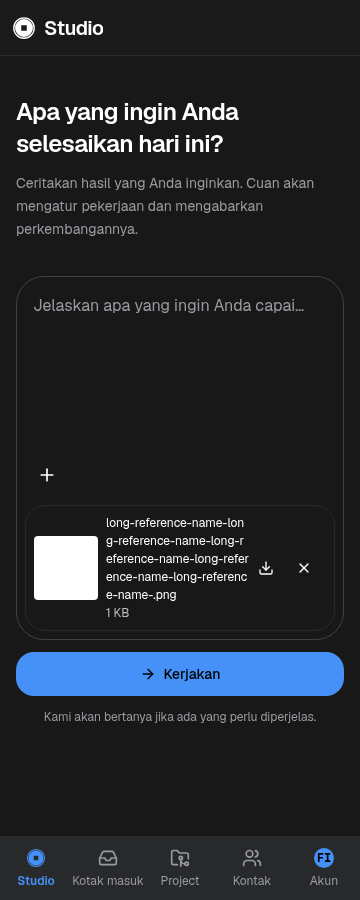 Studio
Apa yang ingin Anda
selesaikan hari ini?
Ceritakan hasil yang Anda inginkan. Cuan akan
mengatur pekerjaan dan mengabarkan
perkembangannya.
Jelaskan apa yang ingin Anda capai...
long-reference-name-lon
g-reference-name-long-r
eference-name-long-refer
ence-name-long-referenc
e-name-.png
1 KB
Kerjakan
Kami akan bertanya jika ada yang perlu diperjelas.
FI
Studio Kotak masuk Project Kontak Akun